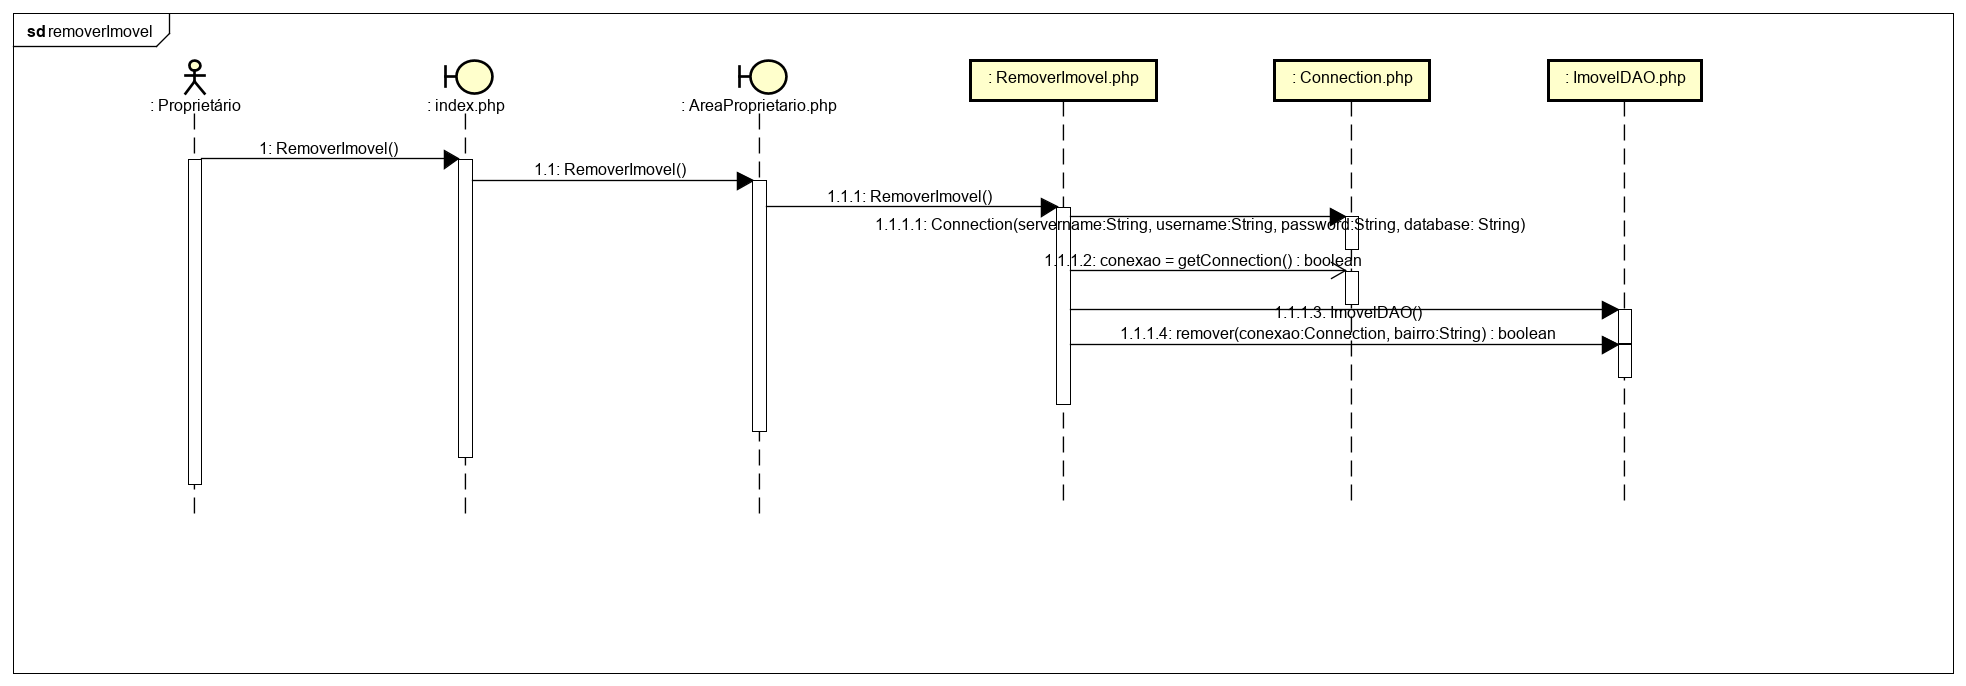 sd removerImovel
: Proprietário
: index.php
: AreaProprietario.php
: RemoverImovel.php
: Connection.php
: ImovelDAO.php
1: RemoverImovel()
1.1: RemoverImovel()
1.1.1: RemoverImovel()
1.1.1.1: Connection(servername:String, username:String, password:String, database: String)
1.1.1.2: conexao = getConnection() : boolean
1.1.1.3: ImovelDAO()
1.1.1.4: remover(conexao:Connection, bairro:String) : boolean